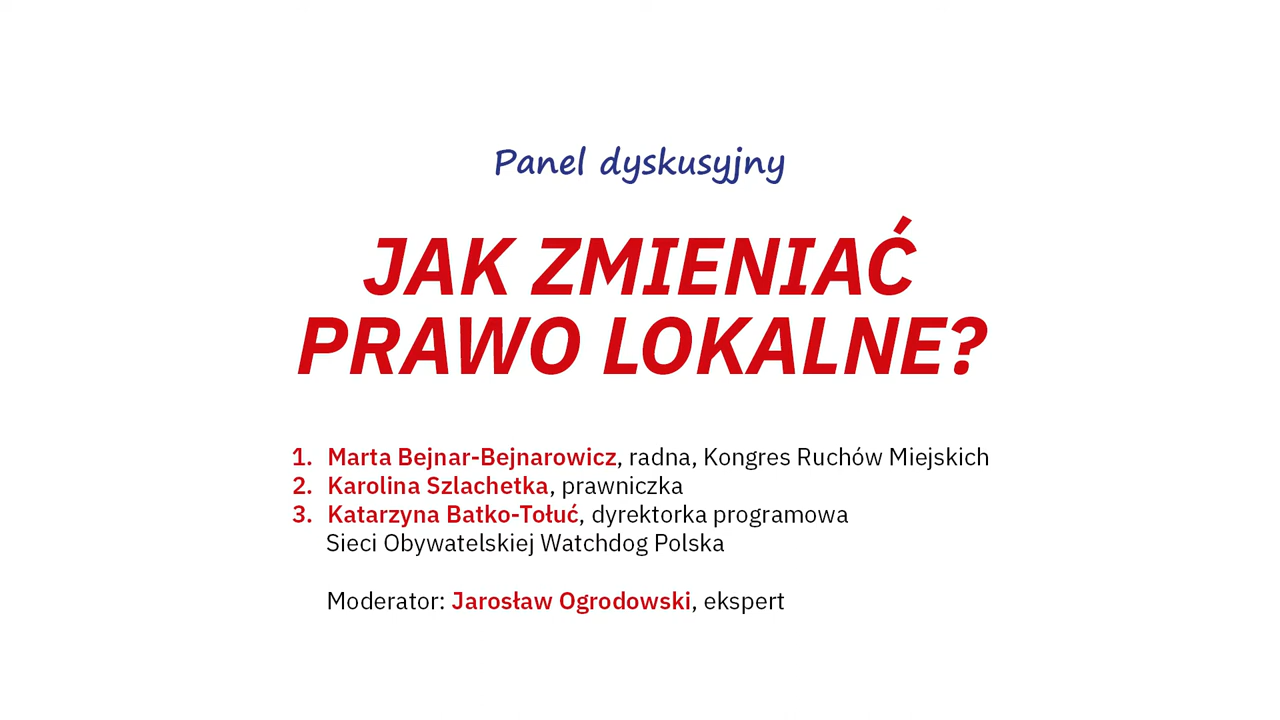 Panel dyskusyjny
JAK ZMIENIAĆ
PRAWO LOKALNE?
1. Marta Bejnar-Bejnarowicz, radna, Kongres Ruchów Miejskich
2. Karolina Szlachetka, prawniczka
3. Katarzyna Batko-Tołuć, dyrektorka programowa
Sieci Obywatelskiej Watchdog Polska
Moderator: Jarosław Ogrodowski, ekspert